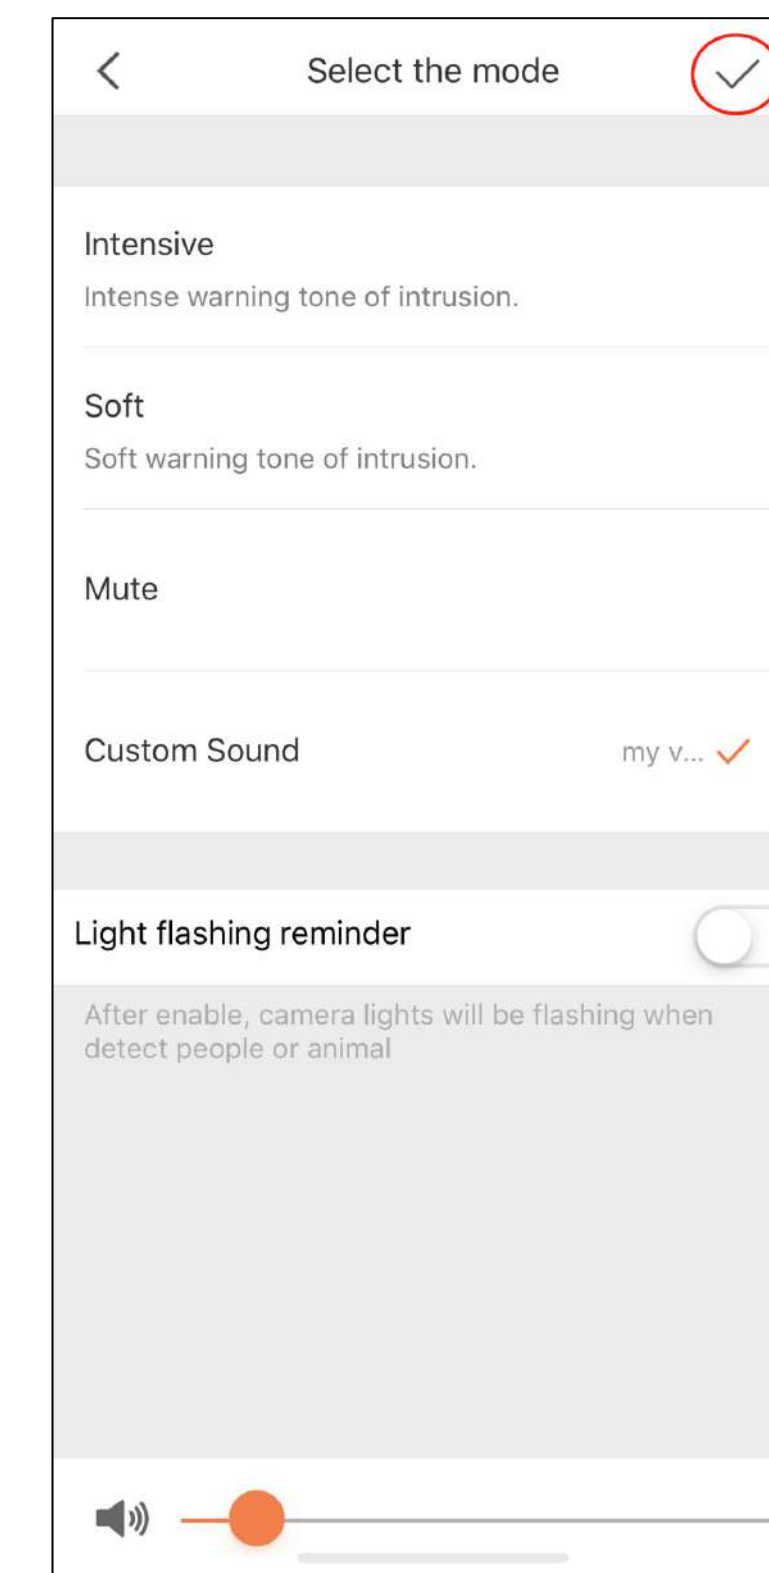 Select the mode
Intensive
Intense warning tone of intrusion.
Soft
Soft warning tone of intrusion.
Mute
Custom Sound my v...
Light flashing reminder
After enable, camera lights will be flashing when
detect people or animal